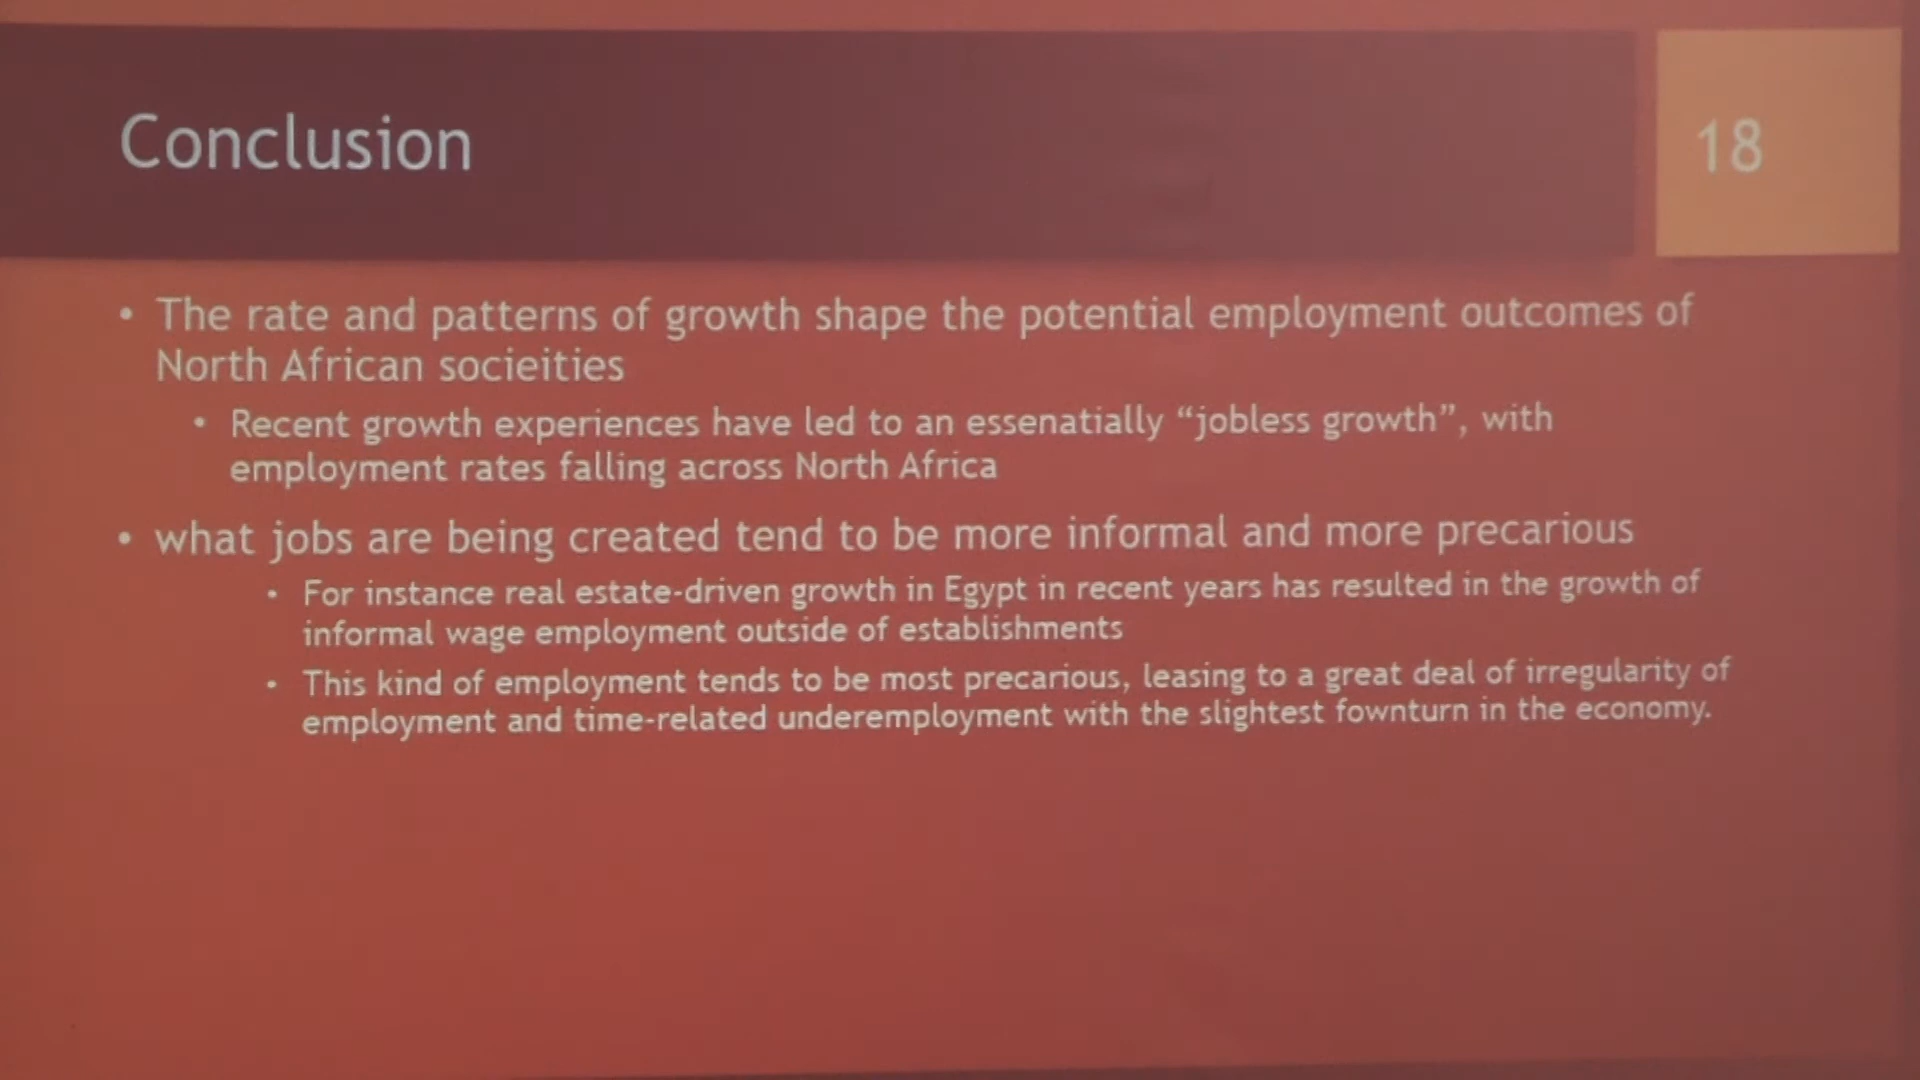 Conclusion
18
• The rate and patterns of growth shape the potential employment outcomes of
North African socieities
• Recent growth experiences have led to an essenatially “jobless growth”, with
employment rates falling across North Africa
• what jobs are being created tend to be more informal and more precarious
• For instance real estate-driven growth in Egypt in recent years has resulted in the growth of
informal wage employment outside of establishments
• This kind of employment tends to be most precarious, leasing to a great deal of irregularity of
employment and time-related underemployment with the slightest fownturn in the economy.